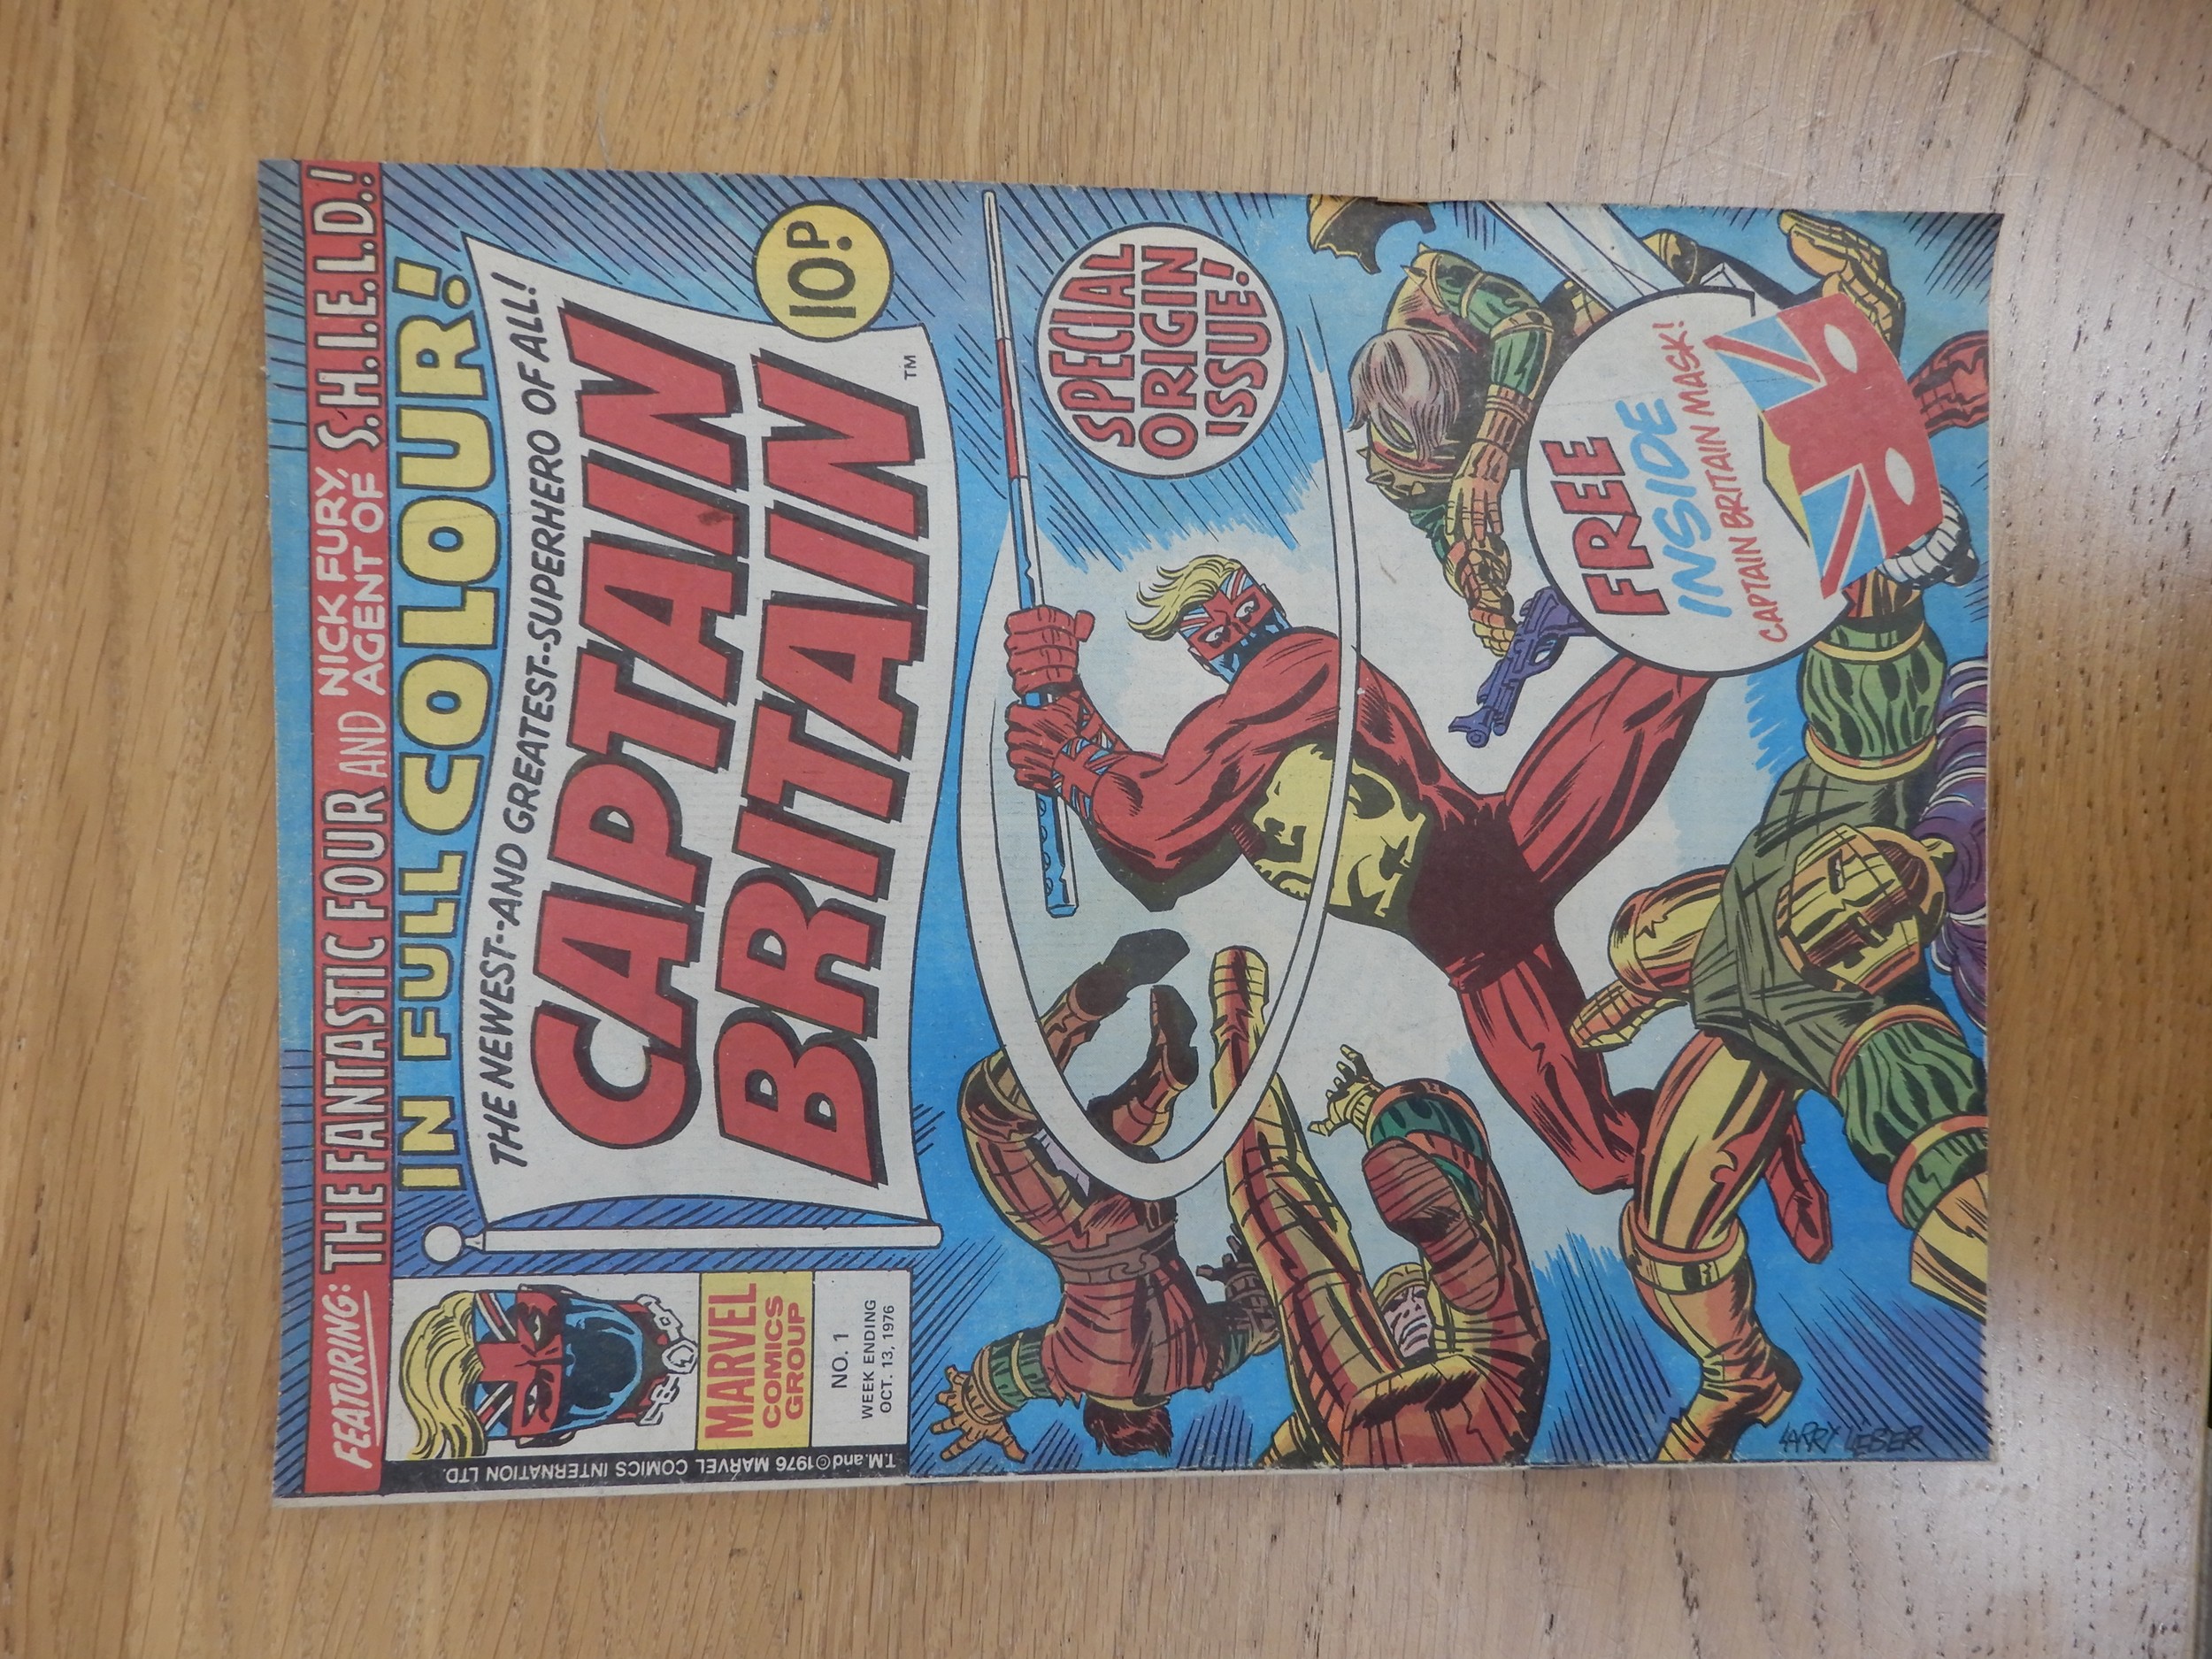 FEATURING: THE FANTASTIC FOUR AND NICK FURY, AGENT OF S.H.I.E.L.D.!
IN FULL COLOUR!
THE NEWEST--AND GREATEST--SUPERHERO OF ALL!
CAPTAIN
BRITAIN
TM
10P
MARVEL
COMICS
GROUP
NO. 1
WEEK ENDING
OCT. 13, 1976
T.M. and ©1976 MARVEL COMICS INTERNATION LTD.
SPECIAL
ORIGIN
ISSUE!
FREE
INSIDE
CAPTAIN BRITAIN MASK!
LARRY LIEBER